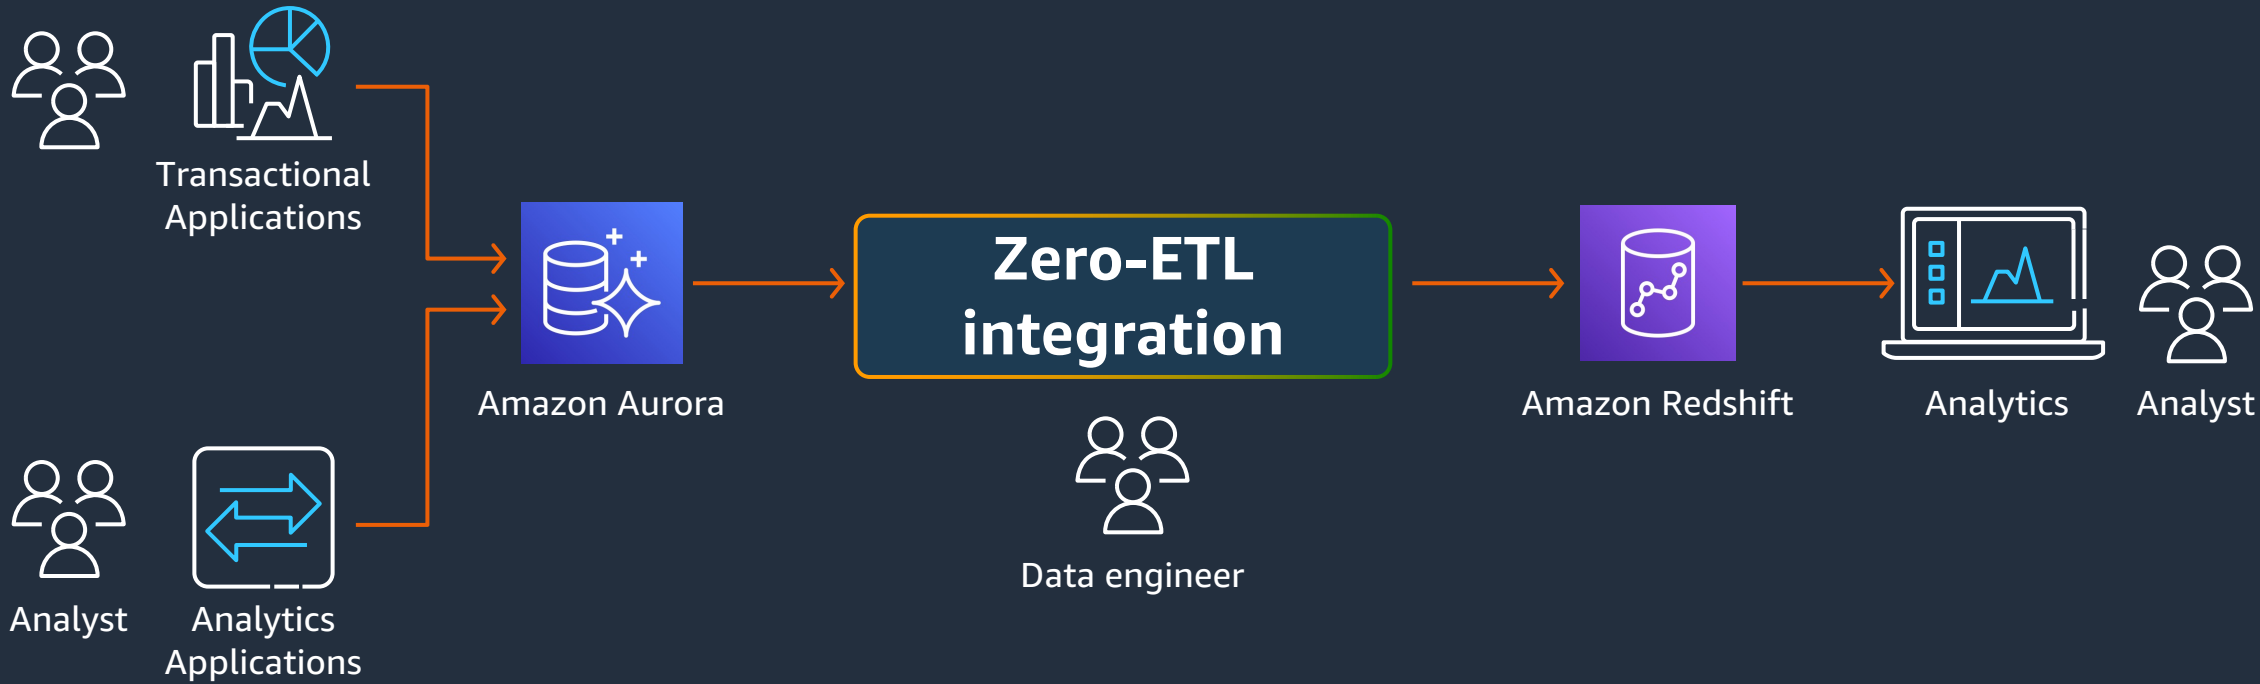 Transactional
Applications
Amazon Aurora
Zero-ETL
integration
Amazon Redshift
Analytics
Analyst
Data engineer
Analyst
Analytics
Applications